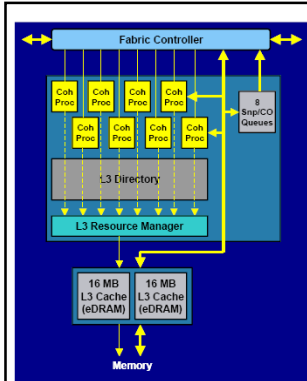 Fabric Controller
Coh Proc
Coh Proc
Coh Proc
Coh Proc
8 Snp/CO Queues
Coh Proc
Coh Proc
Coh Proc
Coh Proc
L3 Directory
L3 Resource Manager
16 MB L3 Cache (eDRAM)
16 MB L3 Cache (eDRAM)
Memory